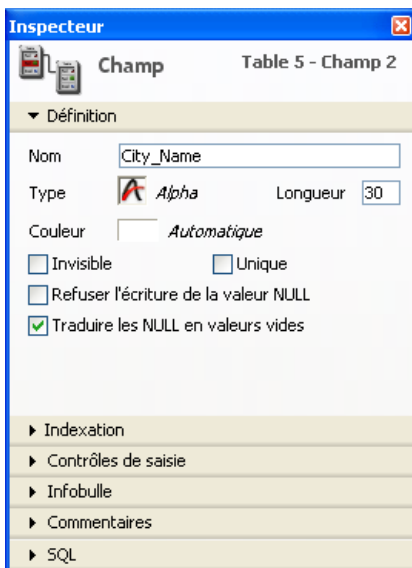 Inspecteur
Champ Table 5 - Champ 2
Définition
Nom City_Name
Type Alpha Longueur 30
Couleur Automatique
Invisible Unique
Refuser l'écriture de la valeur NULL
Traduire les NULL en valeurs vides
Indexation
Contrôles de saisie
Infobulle
Commentaires
SQL